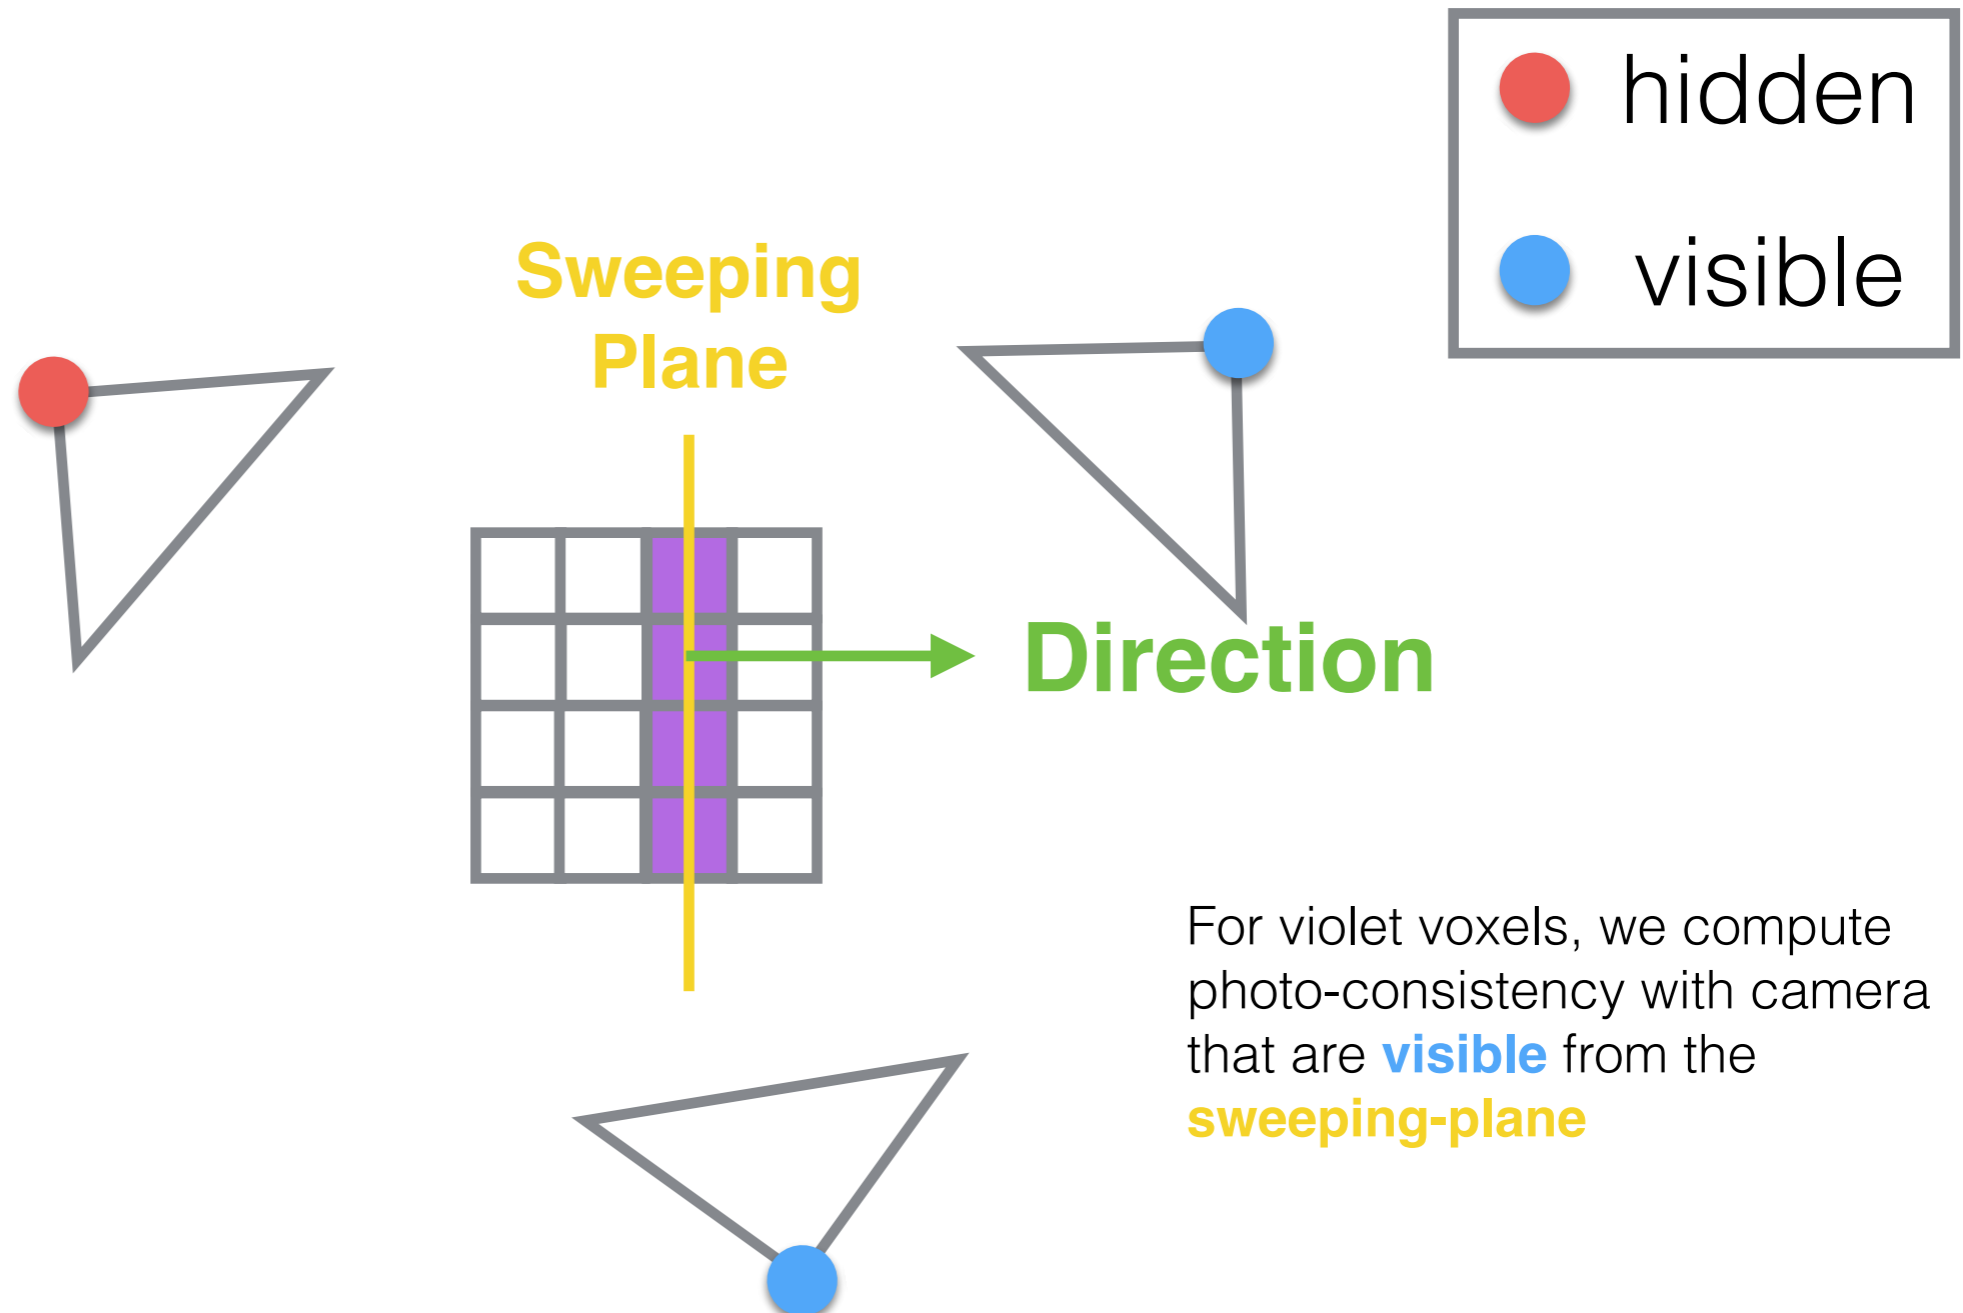 hidden
visible
Sweeping
Plane
Direction
For violet voxels, we compute
photo-consistency with camera
that are visible from the
sweeping-plane